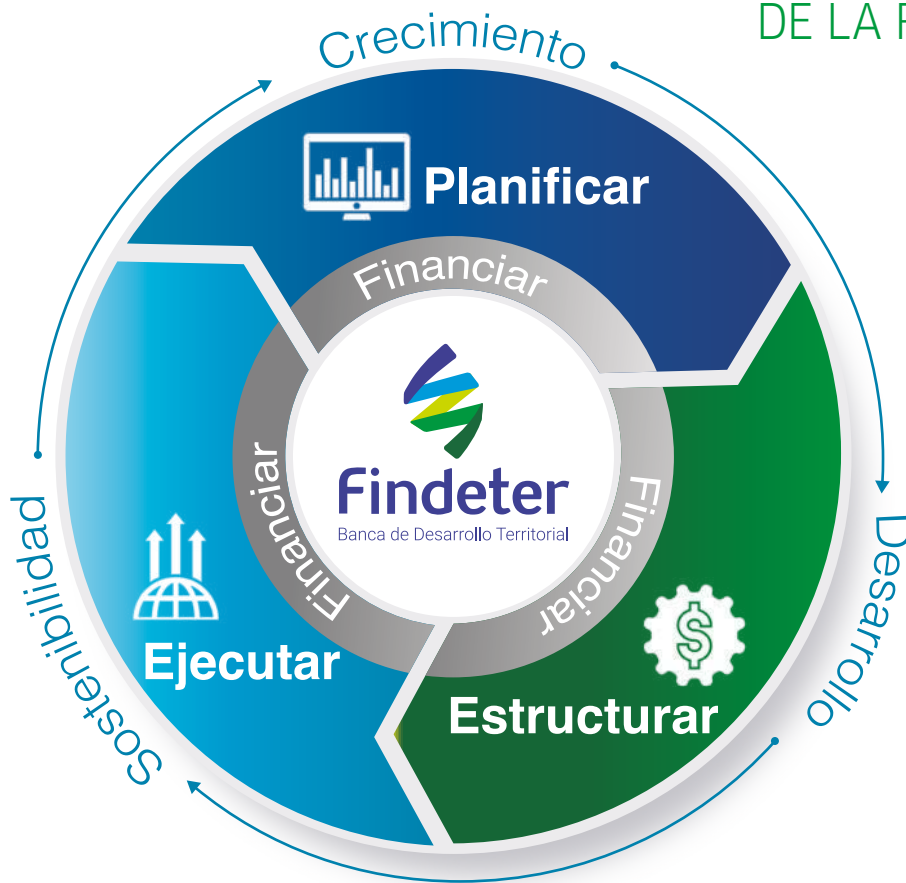 DE LA
Crecimiento
Planificar
Financiar
Findeter
Banca de Desarrollo Territorial
Financiar
Financiar
Desarrollo
Sostenibilidad
Ejecutar
Estructurar